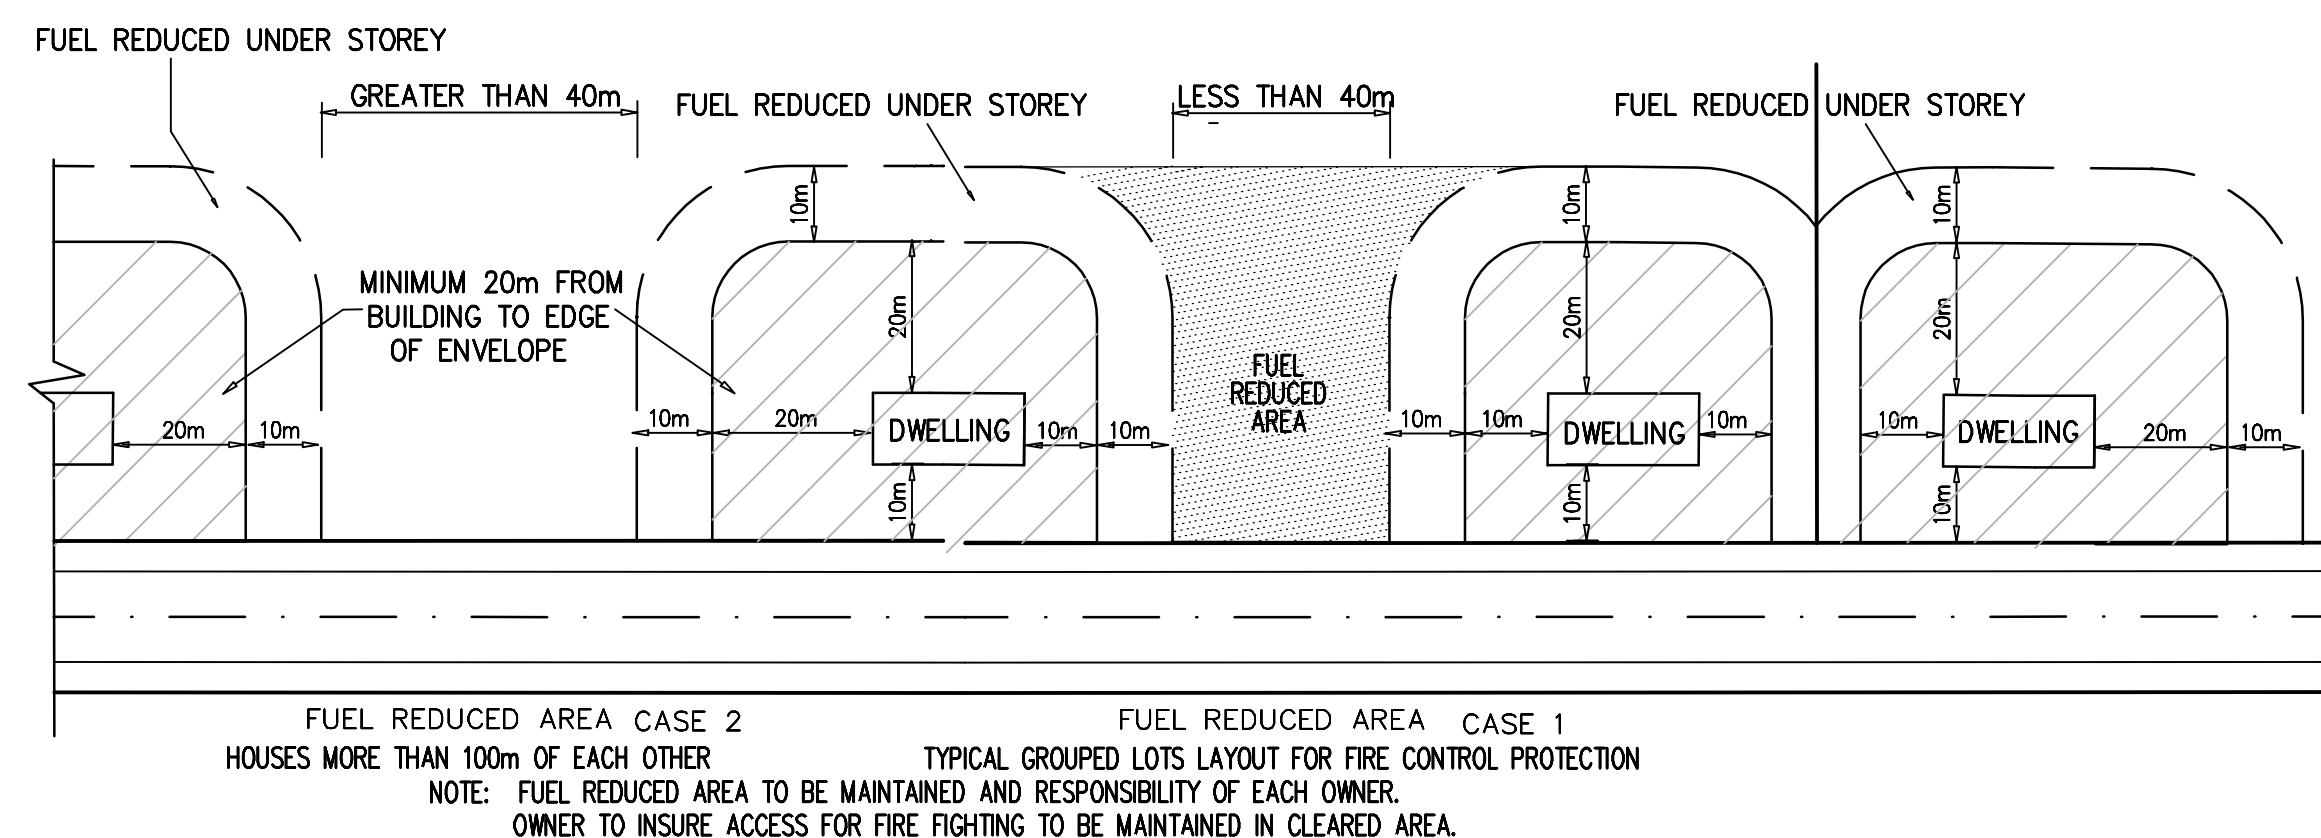 FUEL REDUCED UNDER STOREY
GREATER THAN 40m
FUEL REDUCED UNDER STOREY
LESS THAN 40m
FUEL REDUCED UNDER STOREY
10m
10m
10m
MINIMUM 20m FROM
BUILDING TO EDGE
OF ENVELOPE
20m
20m
20m
FUEL
REDUCED
AREA
20m
10m
10m
20m
DWELLING
10m
10m
10m
10m
DWELLING
10m
10m
DWELLING
20m
10m
10m
10m
10m
FUEL REDUCED AREA CASE 2
FUEL REDUCED AREA CASE 1
HOUSES MORE THAN 100m OF EACH OTHER
TYPICAL GROUPED LOTS LAYOUT FOR FIRE CONTROL PROTECTION
NOTE: FUEL REDUCED AREA TO BE MAINTAINED AND RESPONSIBILITY OF EACH OWNER.
OWNER TO INSURE ACCESS FOR FIRE FIGHTING TO BE MAINTAINED IN CLEARED AREA.